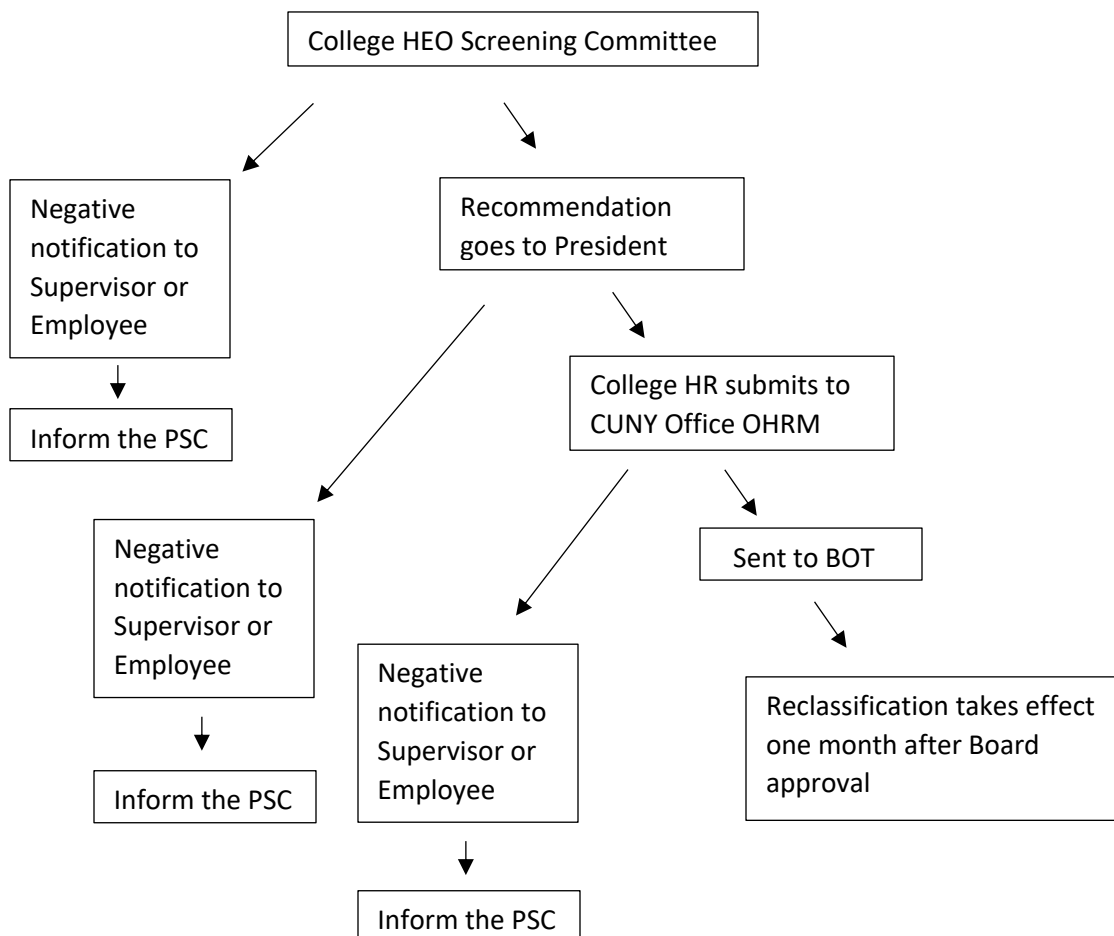 College HEO Screening Committee
Negative
notification to
Supervisor or
Employee
Recommendation
goes to President
Inform the PSC
College HR submits to
CUNY Office OHRM
Negative
notification to
Supervisor or
Employee
Sent to BOT
Inform the PSC
Negative
notification to
Supervisor or
Employee
Reclassification takes effect
one month after Board
approval
Inform the PSC